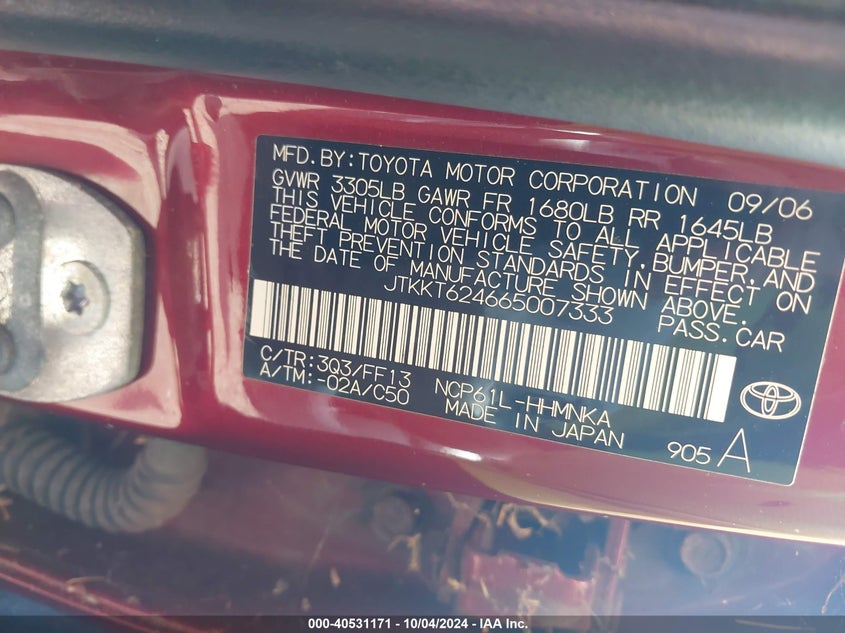 MFD.BY:TOYOTA MOTOR CORPORATION 09/06
GVWR 3305LB GAWR FR 1680LB RR 1645LB
THIS VEHICLE CONFORMS TO ALL APPLICABLE
FEDERAL MOTOR VEHICLE SAFETY,BUMPER,AND
THEFT PREVENTION STANDARDS IN EFFECT ON
THE DATE OF MANUFACTURE SHOWN ABOVE.
JTKKT624665007333 PASS.CAR
C/TR:3Q3/FF13 NCP61L-HHMNKA
A/TM:-02A/C50 MADE IN JAPAN
905 A
000-40531171 - 10/04/2024 - IAA Inc.